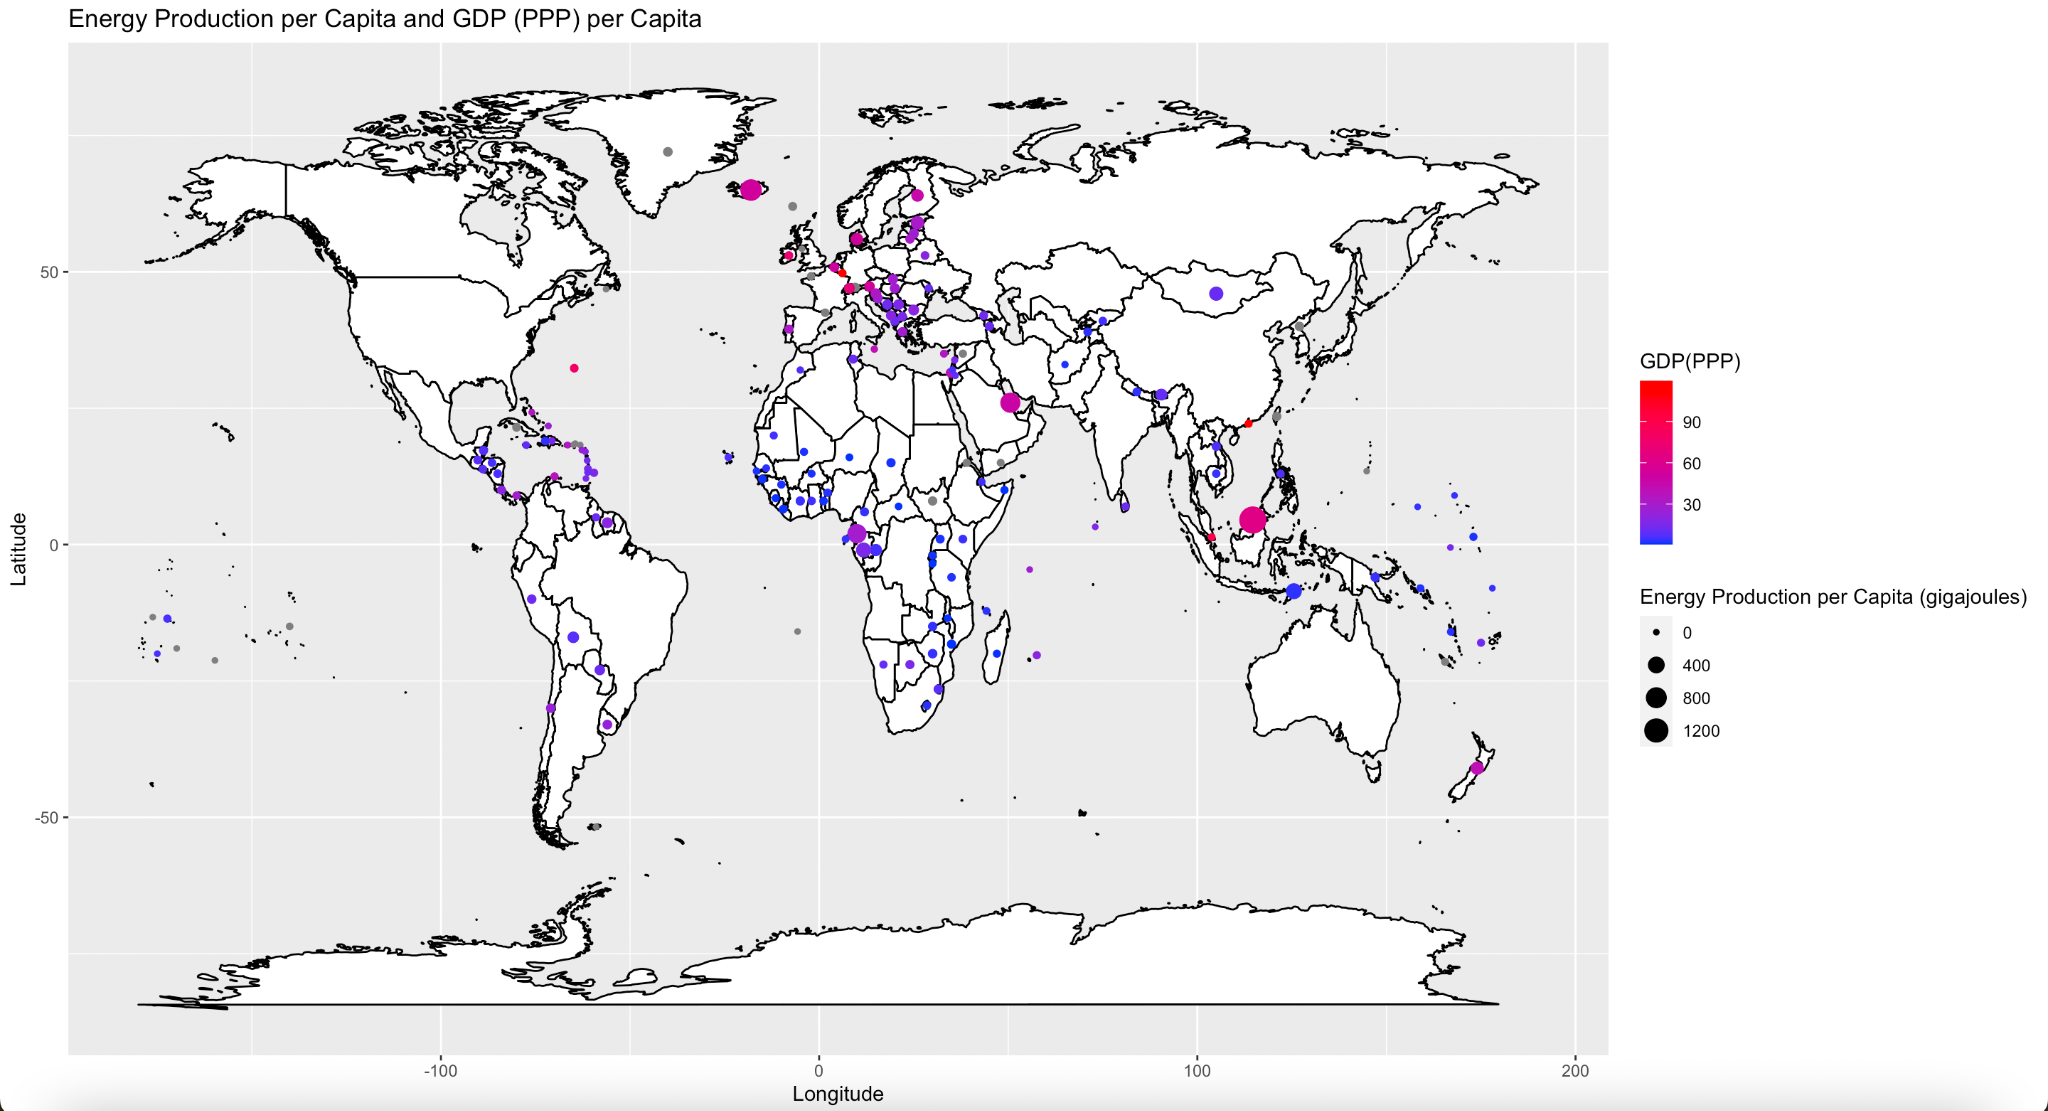 Energy Production per Capita and GDP (PPP) per Capita
Latitude
50
0
-50
-100
0
100
200
Longitude
GDP(PPP)
90
60
30
Energy Production per Capita (gigajoules)
0
400
800
1200